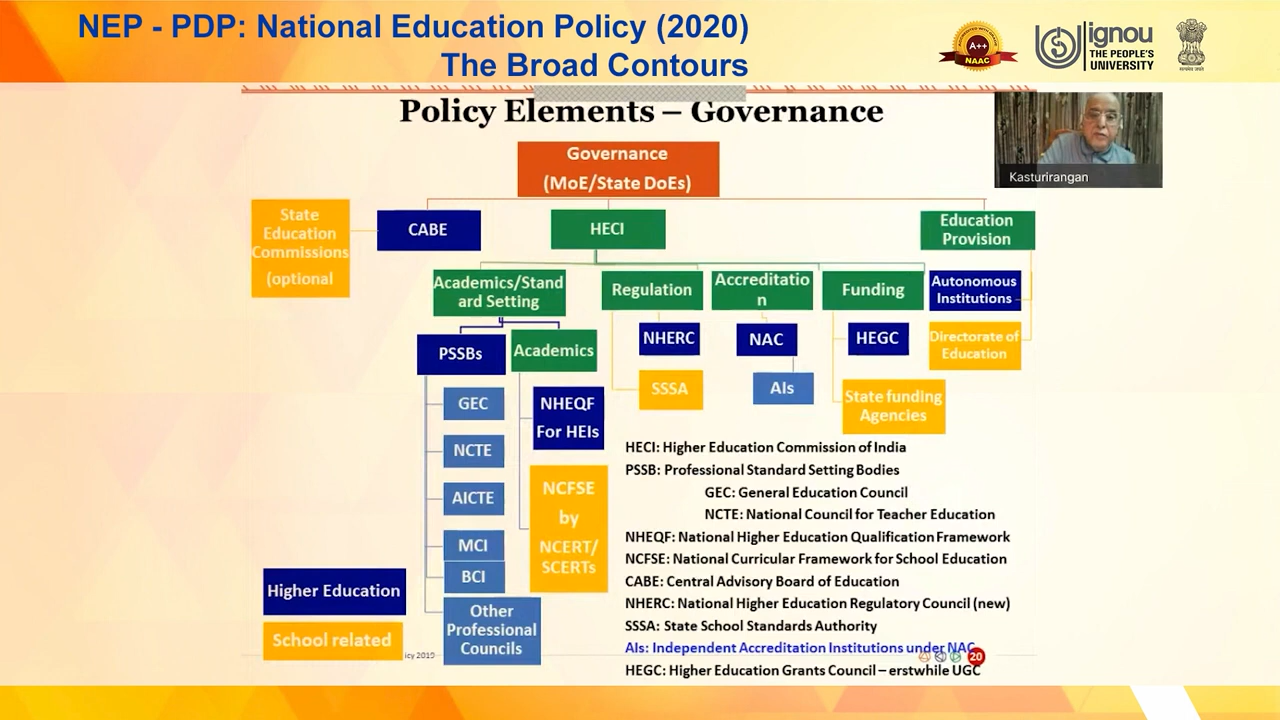 NEP - PDP: National Education Policy (2020)
The Broad Contours
A++
NAAC
ignou
THE PEOPLE'S
UNIVERSITY
Policy Elements – Governance
Kasturirangan
Governance
(MoE/State DoEs)
State
Education
Commissions
(optional
CABE
HECI
Education
Provision
Academics/Stand
ard Setting
Regulation
Accreditatio
n
Funding
Autonomous
Institutions
PSSBs
Academics
NHERC
NAC
HEGC
Directorate of
Education
SSSA
AIs
State funding
Agencies
GEC
NCTE
AICTE
MCI
BCI
Other
Professional
Councils
NHEQF
For HEIs
NCFSE
by
NCERT/
SCERTs
HECI: Higher Education Commission of India
PSSB: Professional Standard Setting Bodies
GEC: General Education Council
NCTE: National Council for Teacher Education
NHEQF: National Higher Education Qualification Framework
NCFSE: National Curricular Framework for School Education
CABE: Central Advisory Board of Education
NHERC: National Higher Education Regulatory Council (new)
SSSA: State School Standards Authority
AIs: Independent Accreditation Institutions under NAC
HEGC: Higher Education Grants Council – erstwhile UGC
Higher Education
School related
icy 2019
20